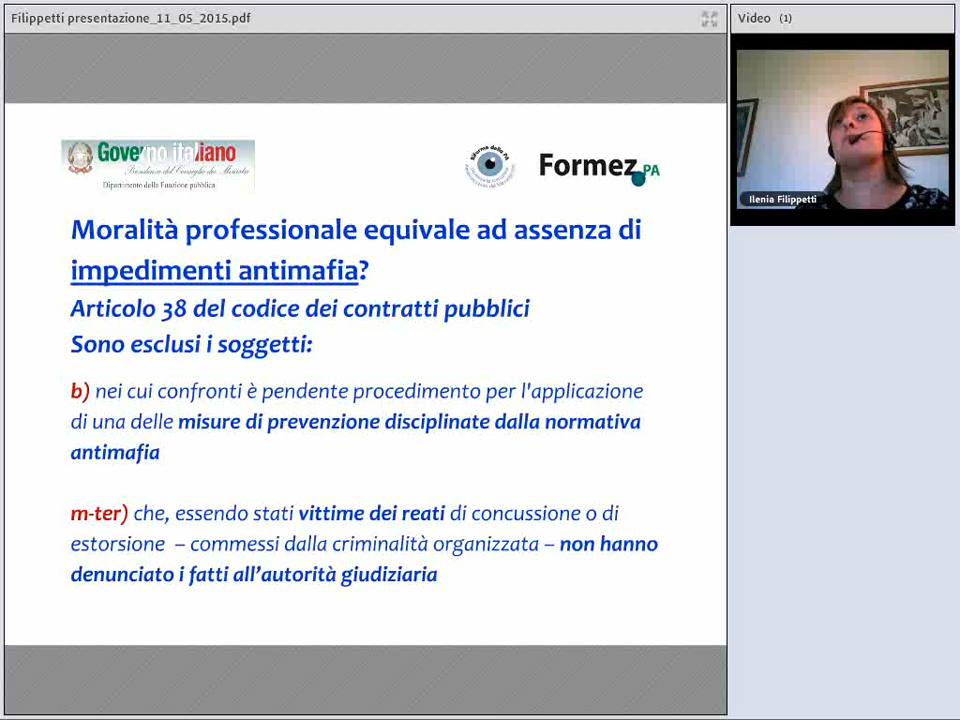 Filippetti presentazione_11_05_2015.pdf
Video (1)
Ilenia Filippetti
Governo italiano
Dipartimento della Funzione pubblica
Formez PA
Moralità professionale equivale ad assenza di
impedimenti antimafia?
Articolo 38 del codice dei contratti pubblici
Sono esclusi i soggetti:
b) nei cui confronti è pendente procedimento per l'applicazione
di una delle misure di prevenzione disciplinate dalla normativa
antimafia
m-ter) che, essendo stati vittime dei reati di concussione o di
estorsione – commessi dalla criminalità organizzata – non hanno
denunciato i fatti all’autorità giudiziaria